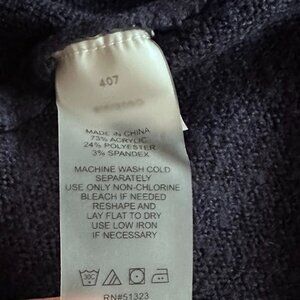 407
MADE IN CHINA
73% ACRYLIC
24% POLYESTER
3% SPANDEX
MACHINE WASH COLD
SEPARATELY
USE ONLY NON-CHLORINE
BLEACH IF NEEDED
RESHAPE AND
LAY FLAT TO DRY
USE LOW IRON
IF NECESSARY
30C
RN#51323